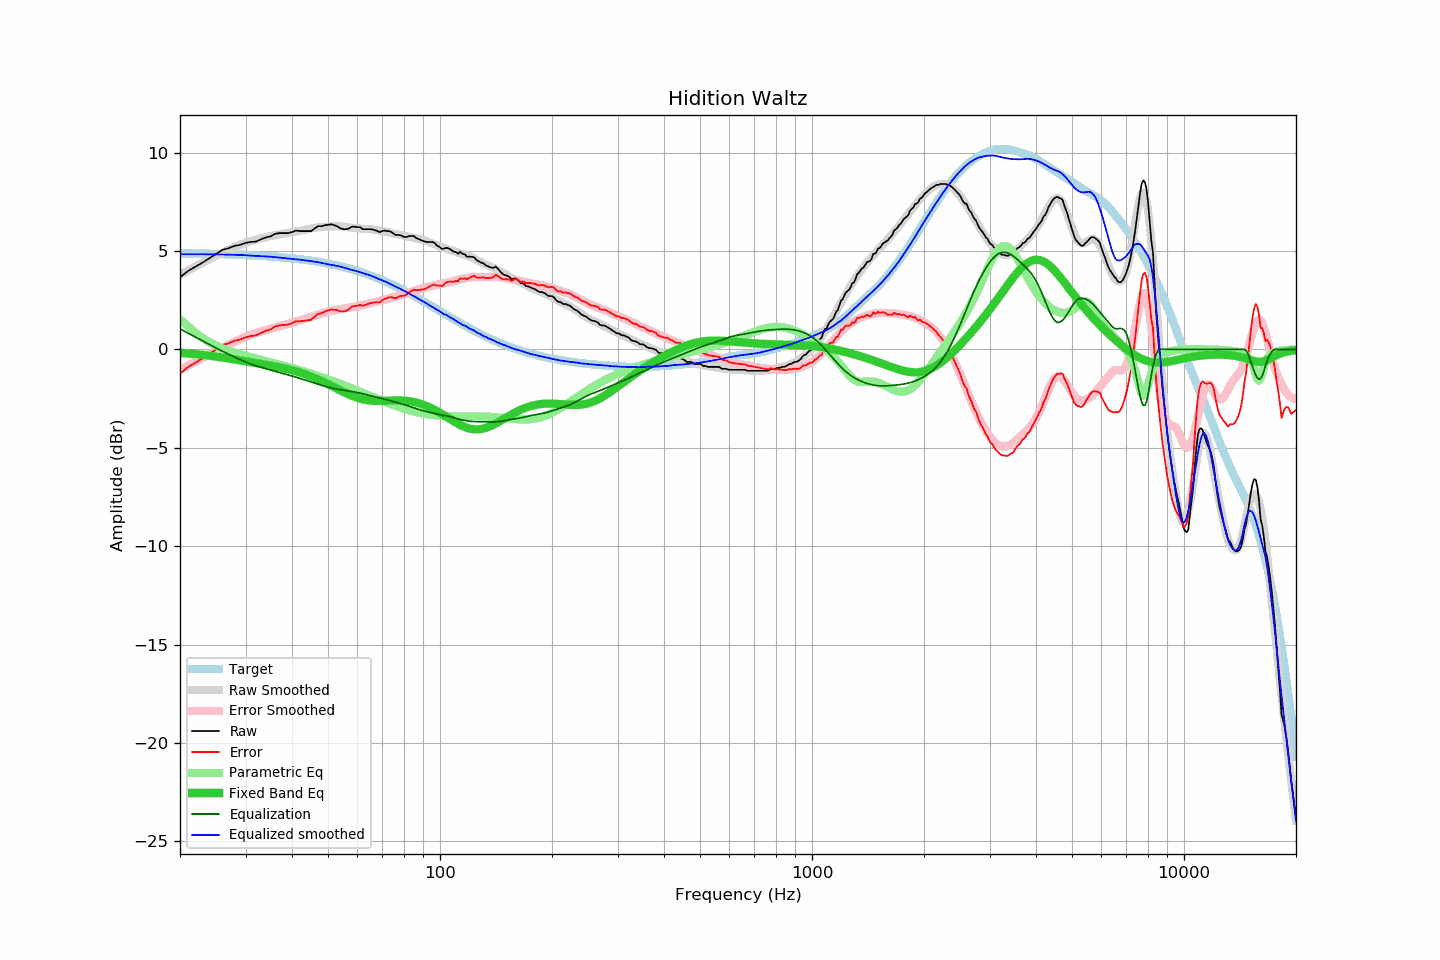 Hidition Waltz
10
5
0
−5
−10
−15
−20
−25
Amplitude (dBr)
Target
Raw Smoothed
Error Smoothed
Raw
Error
Parametric Eq
Fixed Band Eq
Equalization
Equalized smoothed
100
1000
10000
Frequency (Hz)